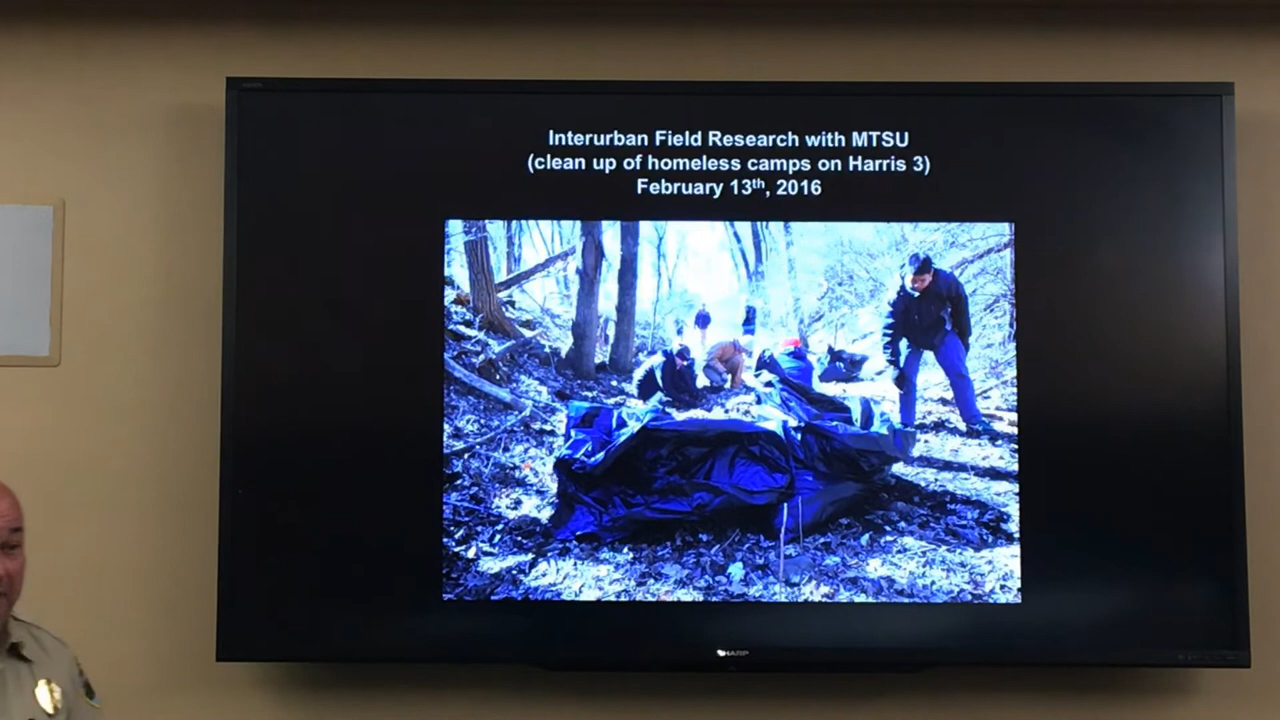 Interurban Field Research with MTSU
(clean up of homeless camps on Harris 3)
February 13th, 2016
SHARP